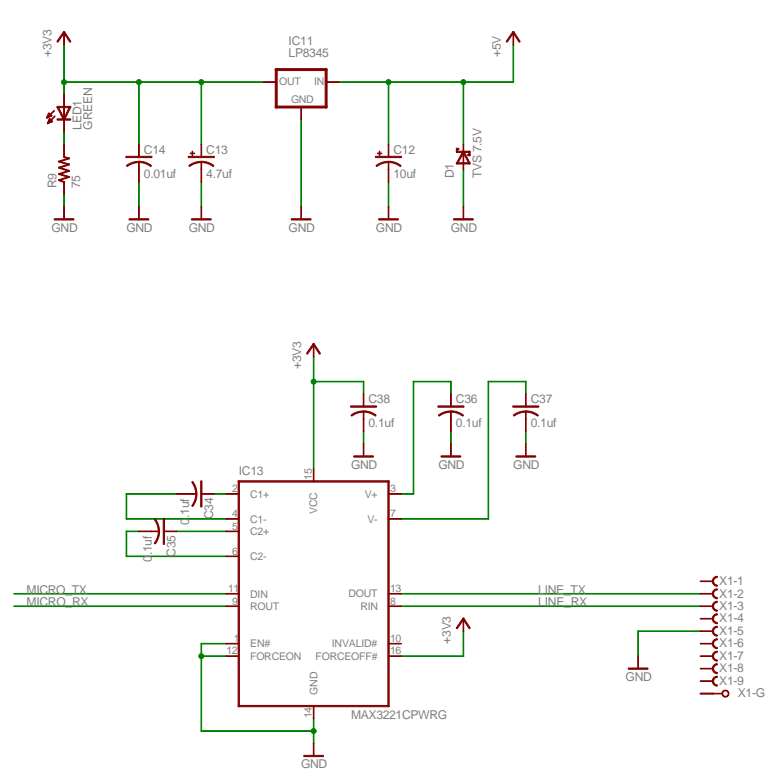 +3V3
IC11
LP8345
+5V
OUT
IN
GND
LED1
GREEN
C14
0.01uf
C13
4.7uf
C12
10uf
D1
TVS 7.5V
R9
75
GND
GND
GND
GND
GND
GND
+3V3
C38
0.1uf
C36
0.1uf
C37
0.1uf
GND
GND
GND
IC13
15
VCC
2
C1+
C34
0.1uf
4
C1-
5
C2+
C35
0.1uf
6
C2-
3
V+
7
V-
MICRO_TX
11
DIN
DOUT
13
LINE_TX
MICRO_RX
9
ROUT
RIN
8
LINE_RX
1
EN#
INVALID#
10
12
FORCEON
FORCEOFF#
16
+3V3
GND
14
MAX3221CPWRG
GND
X1-1
X1-2
X1-3
X1-4
X1-5
X1-6
X1-7
X1-8
X1-9
X1-G
GND